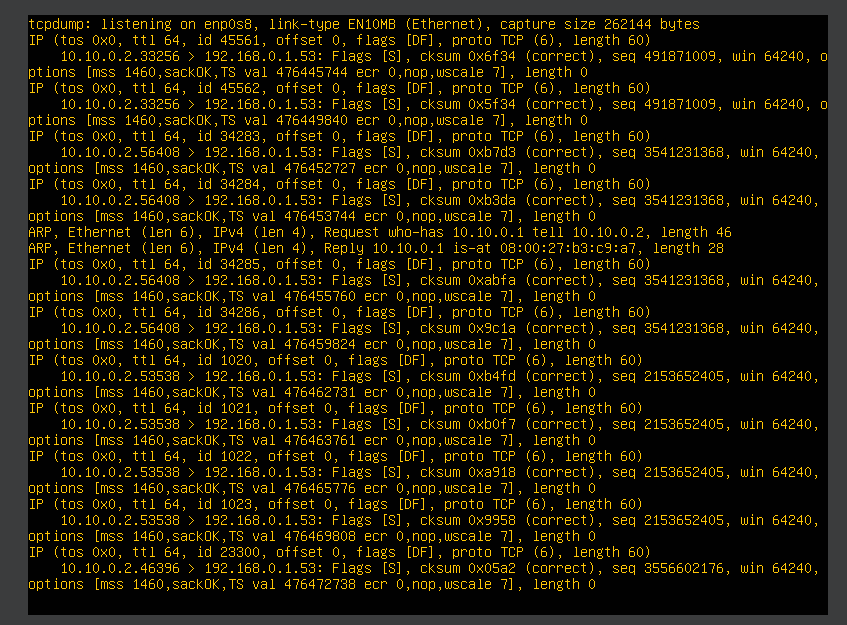 tcpdump: listening on enp0s8, link-type EN10MB (Ethernet), capture size 262144 bytes
IP (tos 0x0, ttl 64, id 45561, offset 0, flags [DF], proto TCP (6), length 60)
    10.10.0.2.33256 > 192.168.0.1.53: Flags [S], cksum 0x6f34 (correct), seq 491871009, win 64240, o
ptions [mss 1460,sackOK,TS val 476445744 ecr 0,nop,wscale 7], length 0
IP (tos 0x0, ttl 64, id 45562, offset 0, flags [DF], proto TCP (6), length 60)
    10.10.0.2.33256 > 192.168.0.1.53: Flags [S], cksum 0x5f34 (correct), seq 491871009, win 64240, o
ptions [mss 1460,sackOK,TS val 476449840 ecr 0,nop,wscale 7], length 0
IP (tos 0x0, ttl 64, id 34283, offset 0, flags [DF], proto TCP (6), length 60)
    10.10.0.2.56408 > 192.168.0.1.53: Flags [S], cksum 0xb7d3 (correct), seq 3541231368, win 64240,
options [mss 1460,sackOK,TS val 476452727 ecr 0,nop,wscale 7], length 0
IP (tos 0x0, ttl 64, id 34284, offset 0, flags [DF], proto TCP (6), length 60)
    10.10.0.2.56408 > 192.168.0.1.53: Flags [S], cksum 0xb3da (correct), seq 3541231368, win 64240,
options [mss 1460,sackOK,TS val 476453744 ecr 0,nop,wscale 7], length 0
ARP, Ethernet (len 6), IPv4 (len 4), Request who-has 10.10.0.1 tell 10.10.0.2, length 46
ARP, Ethernet (len 6), IPv4 (len 4), Reply 10.10.0.1 is-at 08:00:27:b3:c9:a7, length 28
IP (tos 0x0, ttl 64, id 34285, offset 0, flags [DF], proto TCP (6), length 60)
    10.10.0.2.56408 > 192.168.0.1.53: Flags [S], cksum 0xabfa (correct), seq 3541231368, win 64240,
options [mss 1460,sackOK,TS val 476455760 ecr 0,nop,wscale 7], length 0
IP (tos 0x0, ttl 64, id 34286, offset 0, flags [DF], proto TCP (6), length 60)
    10.10.0.2.56408 > 192.168.0.1.53: Flags [S], cksum 0x9c1a (correct), seq 3541231368, win 64240,
options [mss 1460,sackOK,TS val 476459824 ecr 0,nop,wscale 7], length 0
IP (tos 0x0, ttl 64, id 1020, offset 0, flags [DF], proto TCP (6), length 60)
    10.10.0.2.53538 > 192.168.0.1.53: Flags [S], cksum 0xb4fd (correct), seq 2153652405, win 64240,
options [mss 1460,sackOK,TS val 476462731 ecr 0,nop,wscale 7], length 0
IP (tos 0x0, ttl 64, id 1021, offset 0, flags [DF], proto TCP (6), length 60)
    10.10.0.2.53538 > 192.168.0.1.53: Flags [S], cksum 0xb0f7 (correct), seq 2153652405, win 64240,
options [mss 1460,sackOK,TS val 476463761 ecr 0,nop,wscale 7], length 0
IP (tos 0x0, ttl 64, id 1022, offset 0, flags [DF], proto TCP (6), length 60)
    10.10.0.2.53538 > 192.168.0.1.53: Flags [S], cksum 0xa918 (correct), seq 2153652405, win 64240,
options [mss 1460,sackOK,TS val 476465776 ecr 0,nop,wscale 7], length 0
IP (tos 0x0, ttl 64, id 1023, offset 0, flags [DF], proto TCP (6), length 60)
    10.10.0.2.53538 > 192.168.0.1.53: Flags [S], cksum 0x9958 (correct), seq 2153652405, win 64240,
options [mss 1460,sackOK,TS val 476469808 ecr 0,nop,wscale 7], length 0
IP (tos 0x0, ttl 64, id 23300, offset 0, flags [DF], proto TCP (6), length 60)
    10.10.0.2.46396 > 192.168.0.1.53: Flags [S], cksum 0x05a2 (correct), seq 3556602176, win 64240,
options [mss 1460,sackOK,TS val 476472738 ecr 0,nop,wscale 7], length 0